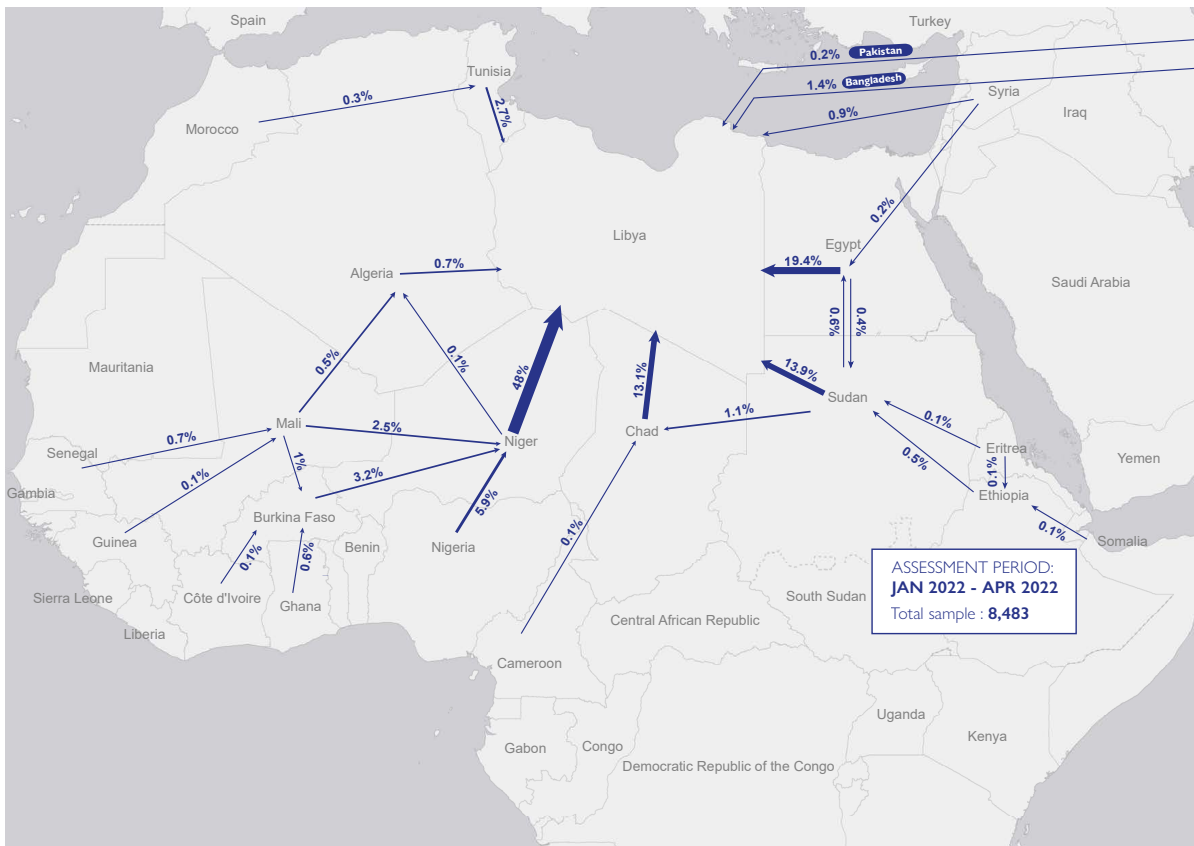 Spain
Turkey
0.2%
Pakistan
1.4%
Bangladesh
Tunisia
Syria
0.3%
2.7%
0.9%
Iraq
Morocco
0.2%
Libya
Egypt
Algeria
0.7%
19.4%
Saudi Arabia
0.6%
0.4%
Mauritania
0.5%
0.1%
48%
13.1%
13.9%
Sudan
Mali
2.5%
1.1%
0.1%
Niger
Chad
Senegal
0.7%
1%
Eritrea
Yemen
0.1%
3.2%
0.5%
0.1%
Gambia
5.9%
Ethiopia
Burkina Faso
0.1%
Guinea
Benin
Nigeria
0.1%
Somalia
0.1%
0.6%
Sierra Leone
Côte d'Ivoire
Ghana
South Sudan
ASSESSMENT PERIOD:
JAN 2022 - APR 2022
Total sample : 8,483
Liberia
Central African Republic
Cameroon
Uganda
Kenya
Gabon
Congo
Democratic Republic of the Congo